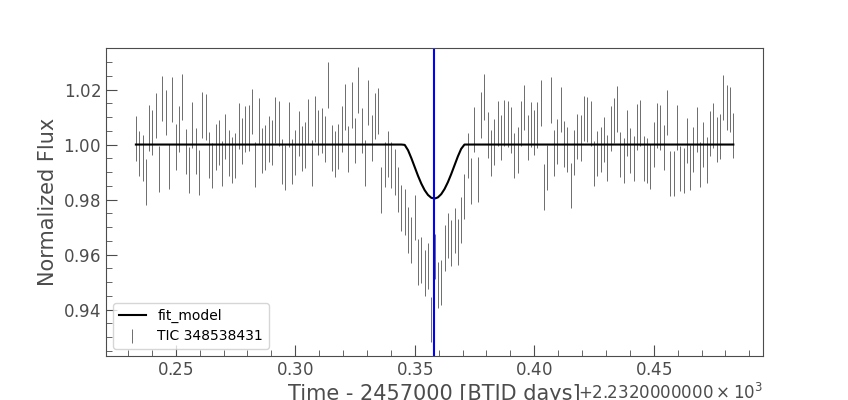 1.02
1.00
0.98
0.96
0.94
Normalized Flux
fit_model
TIC 348538431
0.25
0.30
0.35
0.40
0.45
Time - 2457000 [BTJD days]
+2.2320000000 × 10³